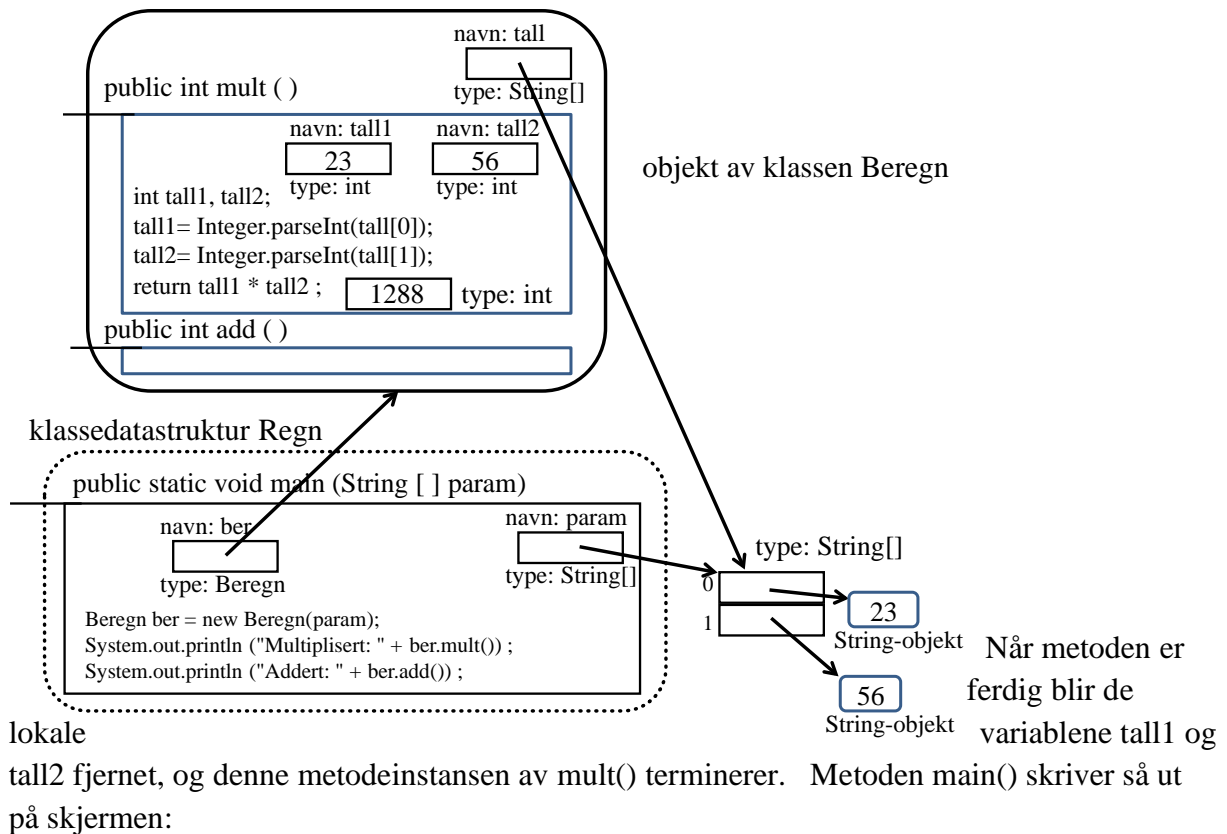 navn: tall
type: String[]
public int mult ( )
navn: tall1
navn: tall2
23
56
type: int
type: int
objekt av klassen Beregn
int tall1, tall2;
tall1= Integer.parseInt(tall[0]);
tall2= Integer.parseInt(tall[1]);
return tall1 * tall2 ;
1288
type: int
public int add ( )
klassedatastruktur Regn
public static void main (String [ ] param)
navn: ber
type: Beregn
navn: param
type: String[]
Beregn ber = new Beregn(param);
System.out.println ("Multiplisert: " + ber.mult()) ;
System.out.println ("Addert: " + ber.add()) ;
type: String[]
0
1
23
String-objekt
56
String-objekt
Når metoden er
ferdig blir de
lokale
variablene tall1 og
tall2 fjernet, og denne metodeinstansen av mult() terminerer. Metoden main() skriver så ut
på skjermen: